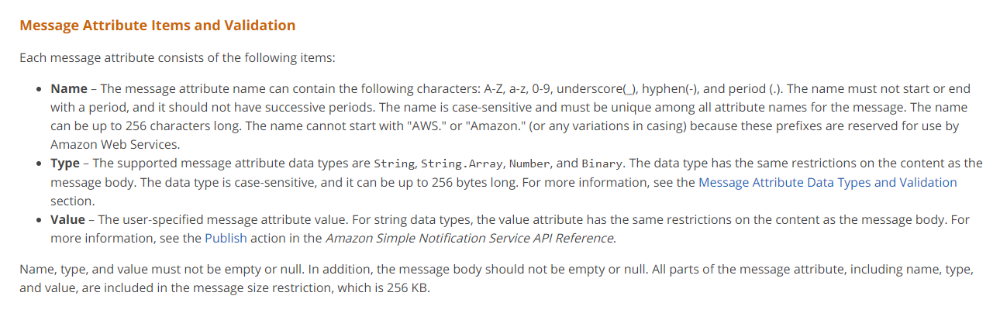 Message Attribute Items and Validation
Each message attribute consists of the following items:
• Name – The message attribute name can contain the following characters: A-Z, a-z, 0-9, underscore(_), hyphen(-), and period (.). The name must not start or end
with a period, and it should not have successive periods. The name is case-sensitive and must be unique among all attribute names for the message. The name
can be up to 256 characters long. The name cannot start with "AWS." or "Amazon." (or any variations in casing) because these prefixes are reserved for use by
Amazon Web Services.
• Type – The supported message attribute data types are String, String.Array, Number, and Binary. The data type has the same restrictions on the content as the
message body. The data type is case-sensitive, and it can be up to 256 bytes long. For more information, see the Message Attribute Data Types and Validation
section.
• Value – The user-specified message attribute value. For string data types, the value attribute has the same restrictions on the content as the message body. For
more information, see the Publish action in the Amazon Simple Notification Service API Reference.
Name, type, and value must not be empty or null. In addition, the message body should not be empty or null. All parts of the message attribute, including name, type,
and value, are included in the message size restriction, which is 256 KB.